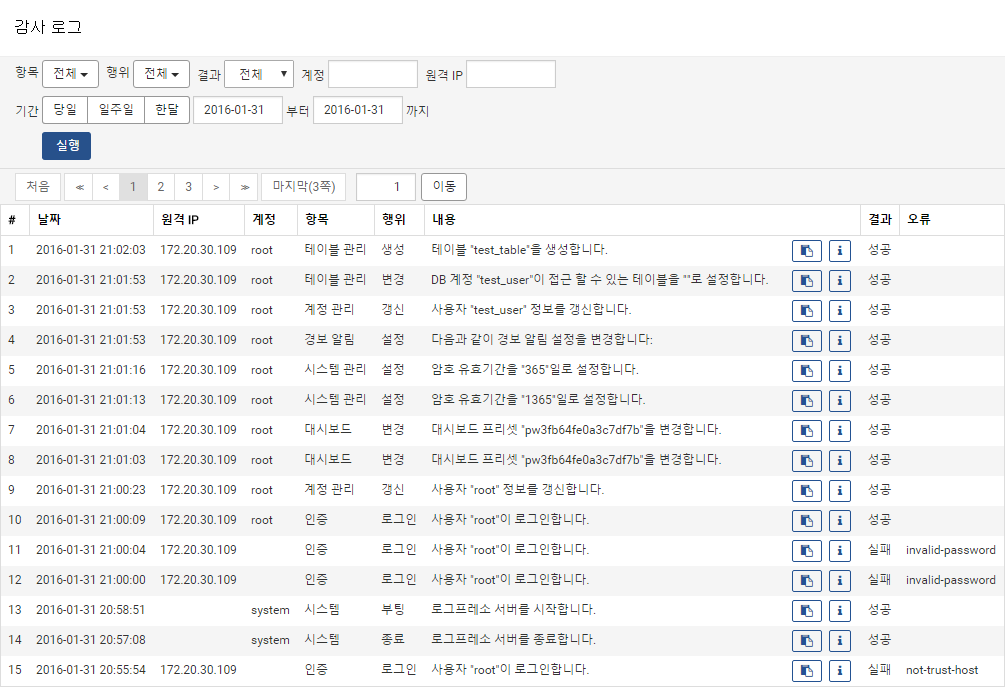 감사 로그
항목 전체 행위 전체 결과 전체 계정 원격 IP
기간 당일 일주일 한달 2016-01-31 부터 2016-01-31 까지
실행
처음 ≪ < 1 2 3 > ≫ 마지막(3쪽) 1 이동
# 날짜 원격 IP 계정 항목 행위 내용 결과 오류
1 2016-01-31 21:02:03 172.20.30.109 root 테이블 관리 생성 테이블 "test_table"을 생성합니다. 성공
2 2016-01-31 21:01:53 172.20.30.109 root 테이블 관리 변경 DB 계정 "test_user"이 접근 할 수 있는 테이블을 ""로 설정합니다. 성공
3 2016-01-31 21:01:53 172.20.30.109 root 계정 관리 갱신 사용자 "test_user" 정보를 갱신합니다. 성공
4 2016-01-31 21:01:53 172.20.30.109 root 경보 알림 설정 다음과 같이 경보 알림 설정을 변경합니다: 성공
5 2016-01-31 21:01:16 172.20.30.109 root 시스템 관리 설정 암호 유효기간을 "365"일로 설정합니다. 성공
6 2016-01-31 21:01:13 172.20.30.109 root 시스템 관리 설정 암호 유효기간을 "1365"일로 설정합니다. 성공
7 2016-01-31 21:01:04 172.20.30.109 root 대시보드 변경 대시보드 프리셋 "pw3fb64fe0a3c7df7b"을 변경합니다. 성공
8 2016-01-31 21:01:03 172.20.30.109 root 대시보드 변경 대시보드 프리셋 "pw3fb64fe0a3c7df7b"을 변경합니다. 성공
9 2016-01-31 21:00:23 172.20.30.109 root 계정 관리 갱신 사용자 "root" 정보를 갱신합니다. 성공
10 2016-01-31 21:00:09 172.20.30.109 root 인증 로그인 사용자 "root"이 로그인합니다. 성공
11 2016-01-31 21:00:04 172.20.30.109 인증 로그인 사용자 "root"이 로그인합니다. 실패 invalid-password
12 2016-01-31 21:00:00 172.20.30.109 인증 로그인 사용자 "root"이 로그인합니다. 실패 invalid-password
13 2016-01-31 20:58:51 system 시스템 부팅 로그프레소 서버를 시작합니다. 성공
14 2016-01-31 20:57:08 system 시스템 종료 로그프레소 서버를 종료합니다. 성공
15 2016-01-31 20:55:54 172.20.30.109 인증 로그인 사용자 "root"이 로그인합니다. 실패 not-trust-host